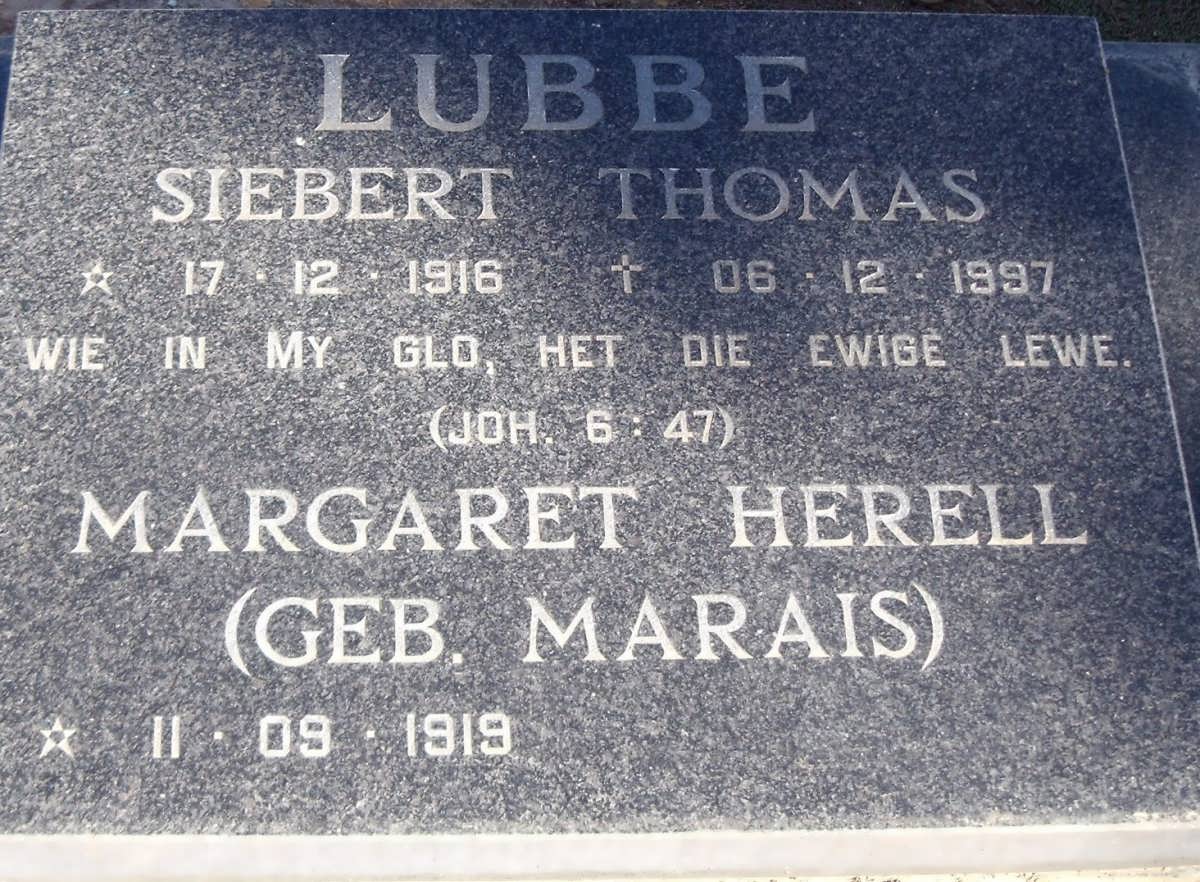 LUBBE
SIEBERT THOMAS
☆ 17 · 12 · 1916 † 06 · 12 · 1997
WIE IN MY GLO, HET DIE EWIGE LEWE.
(JOH. 6 : 47)
MARGARET HERELL
(GEB. MARAIS)
☆ 11 · 09 · 1919